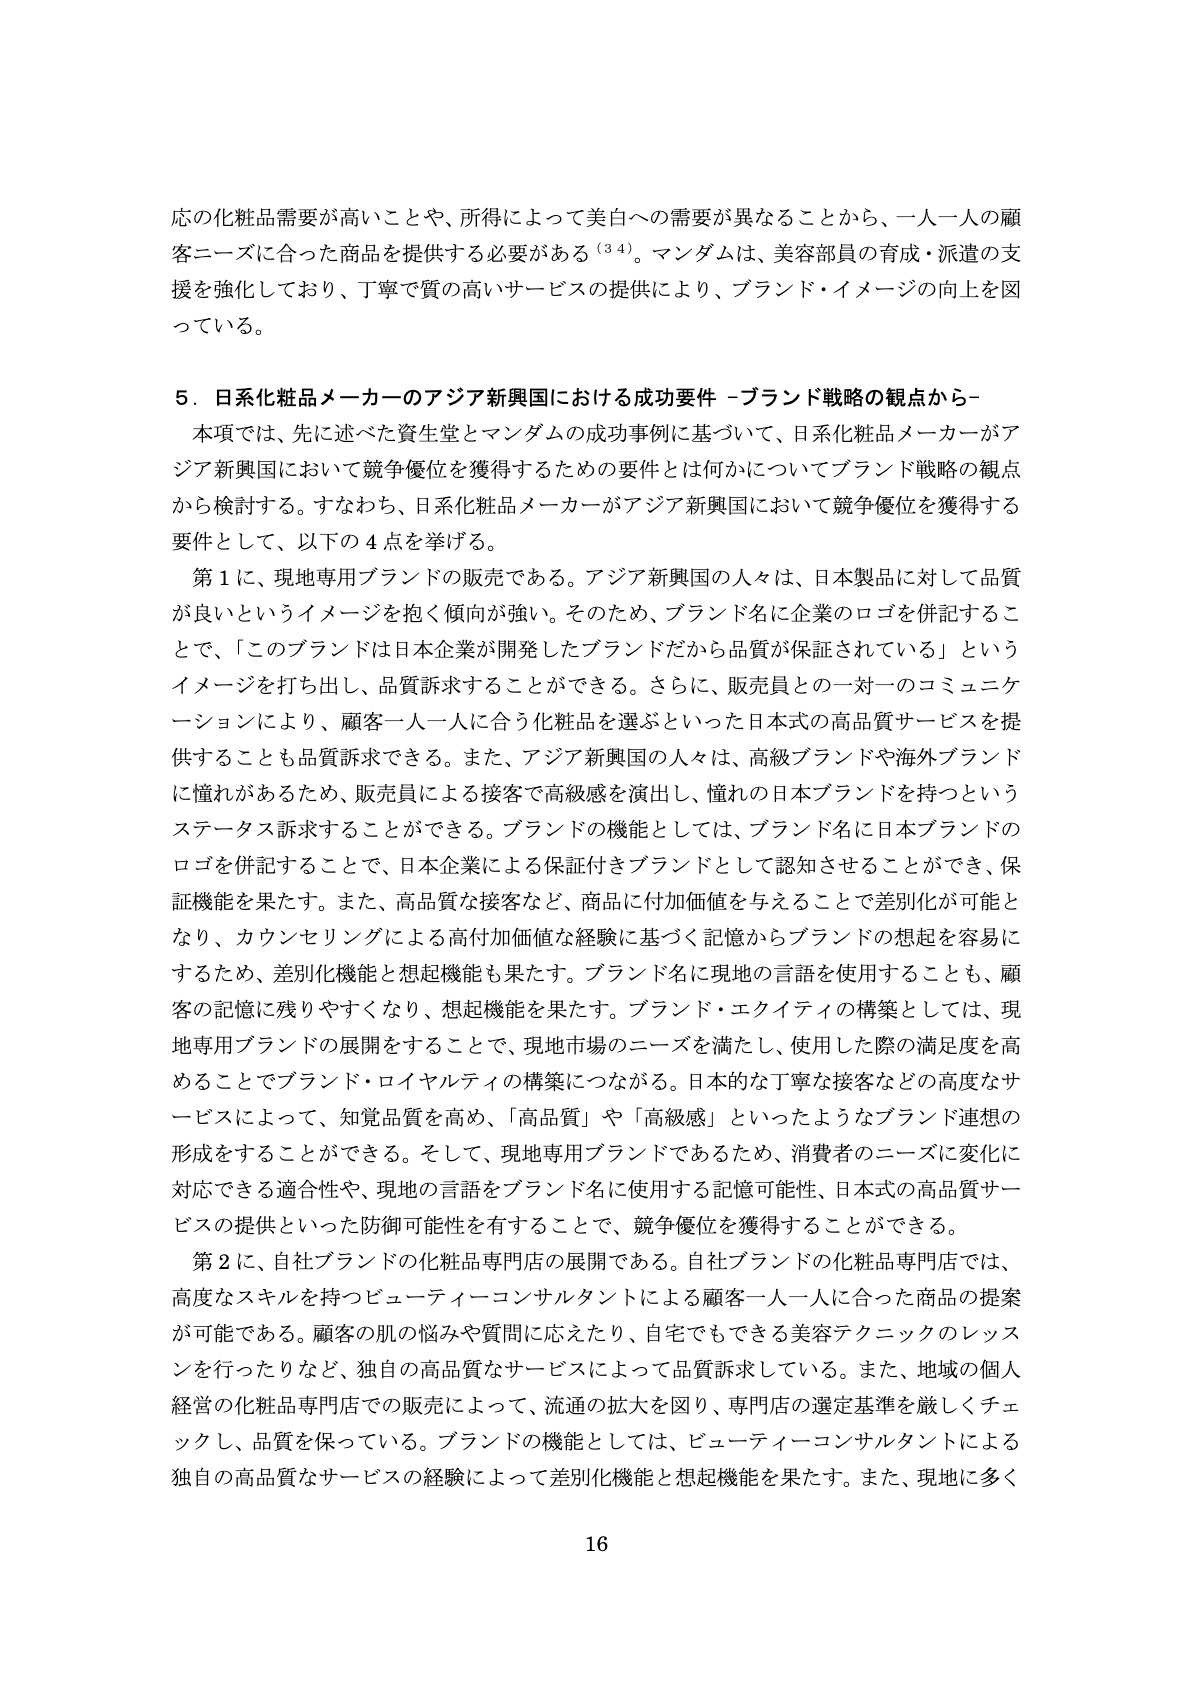 応の化粧品需要が高いことや、所得によって美白への需要が異なることから、一人一人の顧
客ニーズに合った商品を提供する必要がある（34）。マンダムは、美容部員の育成・派遣の支
援を強化しており、丁寧で質の高いサービスの提供により、ブランド・イメージの向上を図
っている。
５．日系化粧品メーカーのアジア新興国における成功要件 −ブランド戦略の観点から−
本項では、先に述べた資生堂とマンダムの成功事例に基づいて、日系化粧品メーカーがア
ジア新興国において競争優位を獲得するための要件とは何かについてブランド戦略の観点
から検討する。すなわち、日系化粧品メーカーがアジア新興国において競争優位を獲得する
要件として、以下の 4 点を挙げる。
第 1 に、現地専用ブランドの販売である。アジア新興国の人々は、日本製品に対して品質
が良いというイメージを抱く傾向が強い。そのため、ブランド名に企業のロゴを併記するこ
とで、「このブランドは日本企業が開発したブランドだから品質が保証されている」という
イメージを打ち出し、品質訴求することができる。さらに、販売員との一対一のコミュニケ
ーションにより、顧客一人一人に合う化粧品を選ぶといった日本式の高品質サービスを提
供することも品質訴求できる。また、アジア新興国の人々は、高級ブランドや海外ブランド
に憧れがあるため、販売員による接客で高級感を演出し、憧れの日本ブランドを持つという
ステータス訴求することができる。ブランドの機能としては、ブランド名に日本ブランドの
ロゴを併記することで、日本企業による保証付きブランドとして認知させることができ、保
証機能を果たす。また、高品質な接客など、商品に付加価値を与えることで差別化が可能と
なり、カウンセリングによる高付加価値な経験に基づく記憶からブランドの想起を容易に
するため、差別化機能と想起機能も果たす。ブランド名に現地の言語を使用することも、顧
客の記憶に残りやすくなり、想起機能を果たす。ブランド・エクイティの構築としては、現
地専用ブランドの展開をすることで、現地市場のニーズを満たし、使用した際の満足度を高
めることでブランド・ロイヤルティの構築につながる。日本的な丁寧な接客などの高度なサ
ービスによって、知覚品質を高め、「高品質」や「高級感」といったようなブランド連想の
形成をすることができる。そして、現地専用ブランドであるため、消費者のニーズに変化に
対応できる適合性や、現地の言語をブランド名に使用する記憶可能性、日本式の高品質サー
ビスの提供といった防御可能性を有することで、競争優位を獲得することができる。
第 2 に、自社ブランドの化粧品専門店の展開である。自社ブランドの化粧品専門店では、
高度なスキルを持つビューティーコンサルタントによる顧客一人一人に合った商品の提案
が可能である。顧客の肌の悩みや質問に応えたり、自宅でもできる美容テクニックのレッス
ンを行ったりなど、独自の高品質なサービスによって品質訴求している。また、地域の個人
経営の化粧品専門店での販売によって、流通の拡大を図り、専門店の選定基準を厳しくチェ
ックし、品質を保っている。ブランドの機能としては、ビューティーコンサルタントによる
独自の高品質なサービスの経験によって差別化機能と想起機能を果たす。また、現地に多く
16